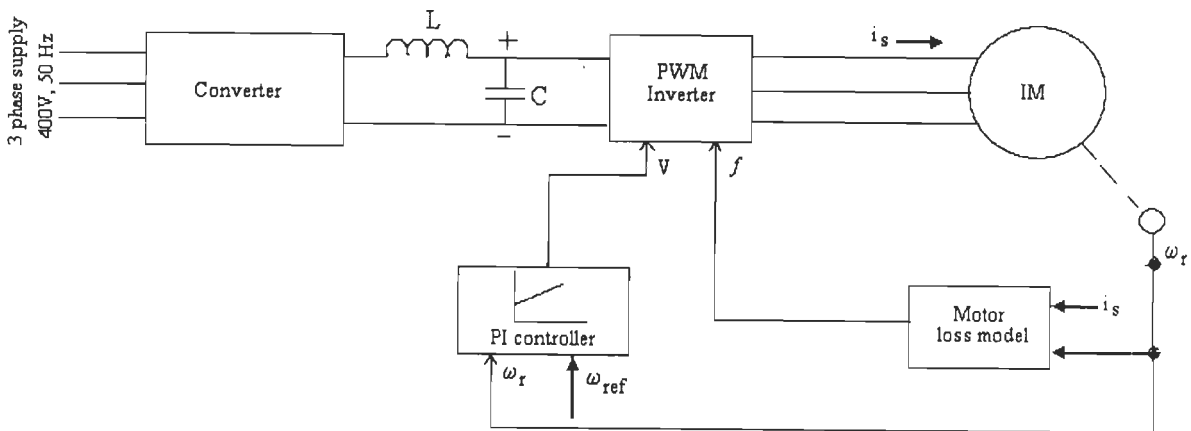 3 phase supply
400V, 50 Hz
Converter
L
+
C
−
PWM
Inverter
i_s
IM
V
f
ω_r
PI controller
ω_r
ω_ref
Motor
loss model
i_s